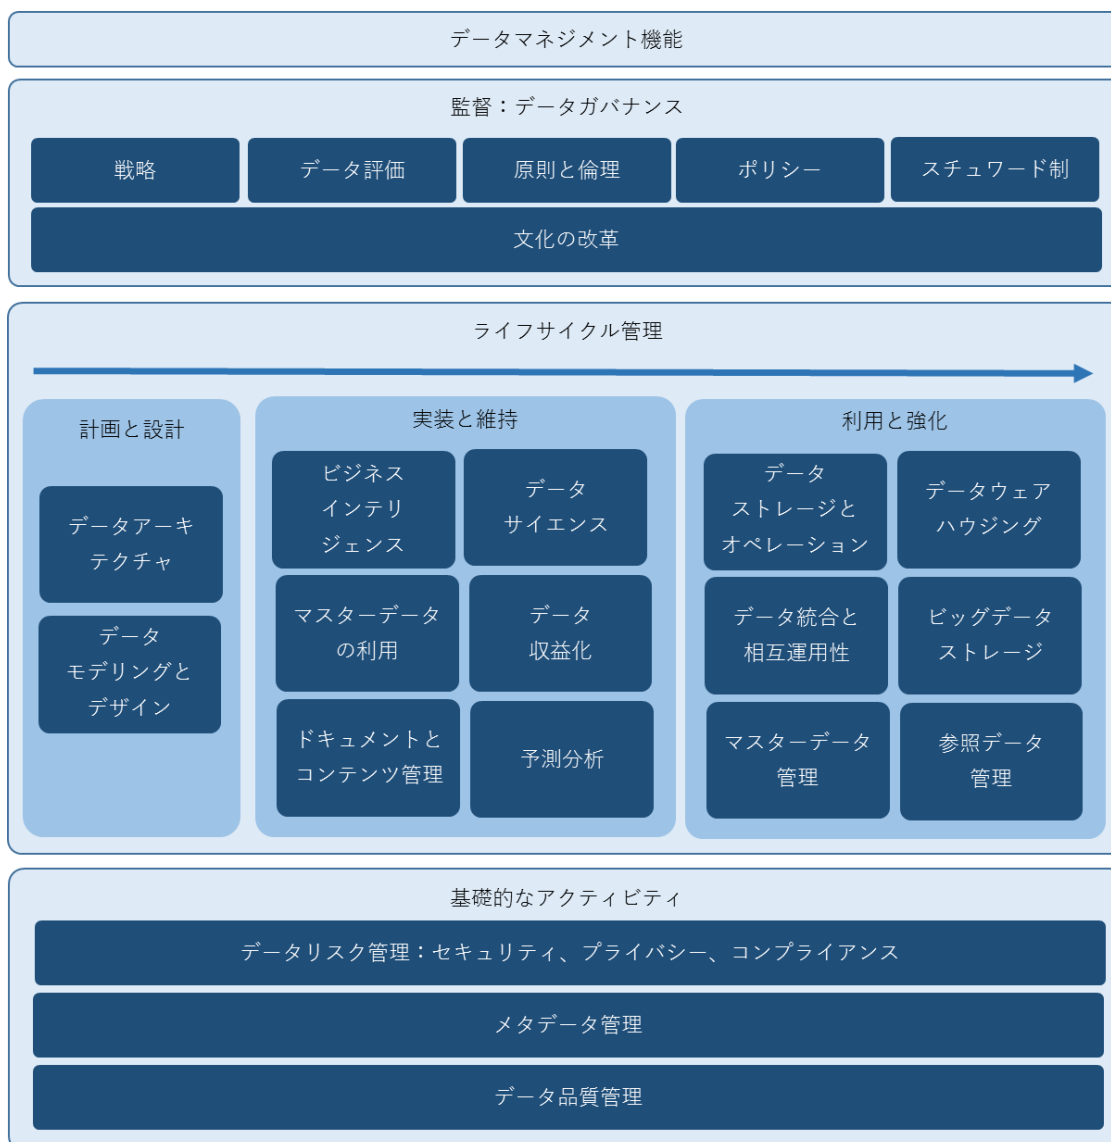 データマネジメント機能
監督：データガバナンス
戦略
データ評価
原則と倫理
ポリシー
スチュワード制
文化の改革
ライフサイクル管理
計画と設計
データアーキ
テクチャ
データ
モデリングと
デザイン
実装と維持
ビジネス
インテリ
ジェンス
データ
サイエンス
マスターデータ
の利用
データ
収益化
ドキュメントと
コンテンツ管理
予測分析
利用と強化
データ
ストレージと
オペレーション
データウェア
ハウジング
データ統合と
相互運用性
ビッグデータ
ストレージ
マスターデータ
管理
参照データ
管理
基礎的なアクティビティ
データリスク管理：セキュリティ、プライバシー、コンプライアンス
メタデータ管理
データ品質管理